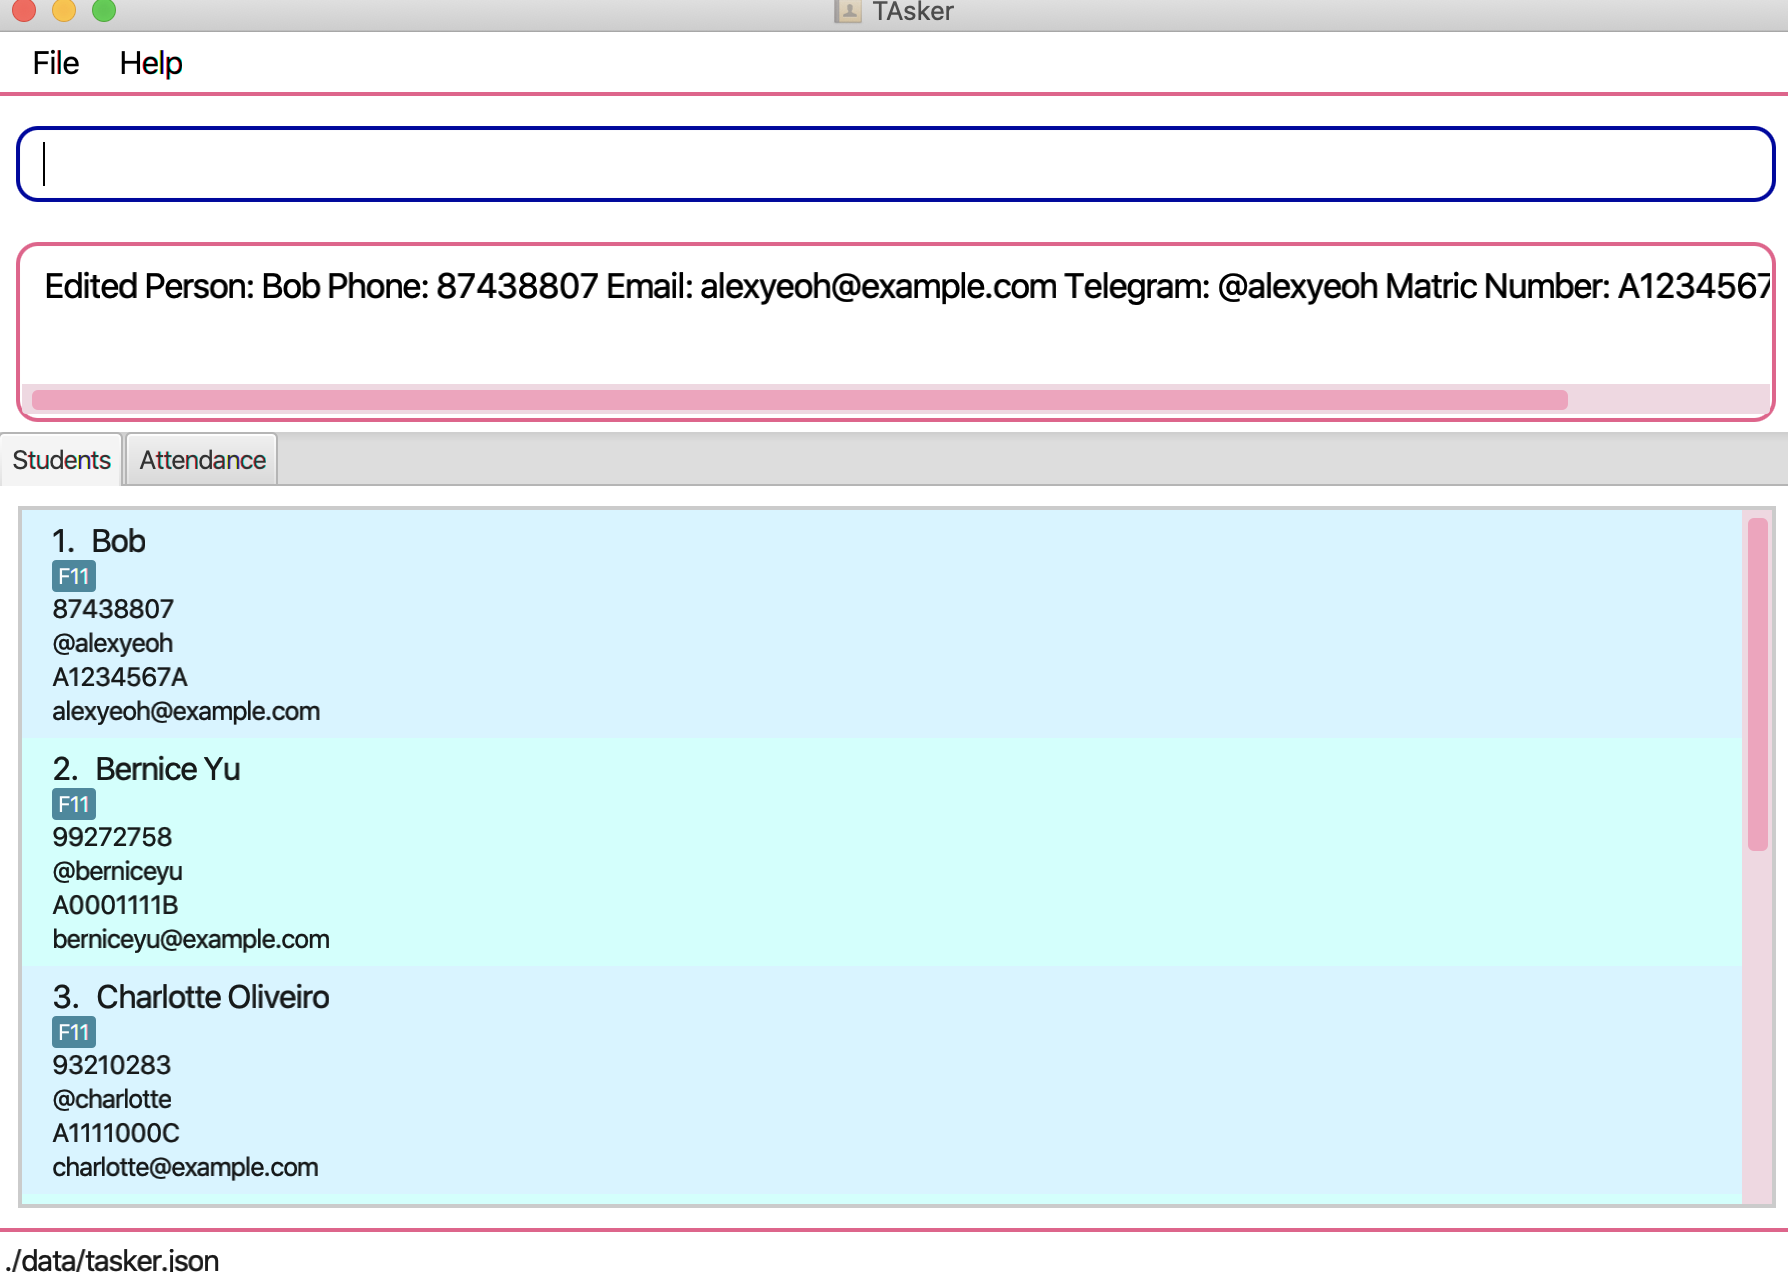 TAsker
File Help
Edited Person: Bob Phone: 87438807 Email: alexyeoh@example.com Telegram: @alexyeoh Matric Number: A1234567
Students Attendance
1. Bob
F11
87438807
@alexyeoh
A1234567A
alexyeoh@example.com
2. Bernice Yu
F11
99272758
@berniceyu
A0001111B
berniceyu@example.com
3. Charlotte Oliveiro
F11
93210283
@charlotte
A1111000C
charlotte@example.com
./data/tasker.json